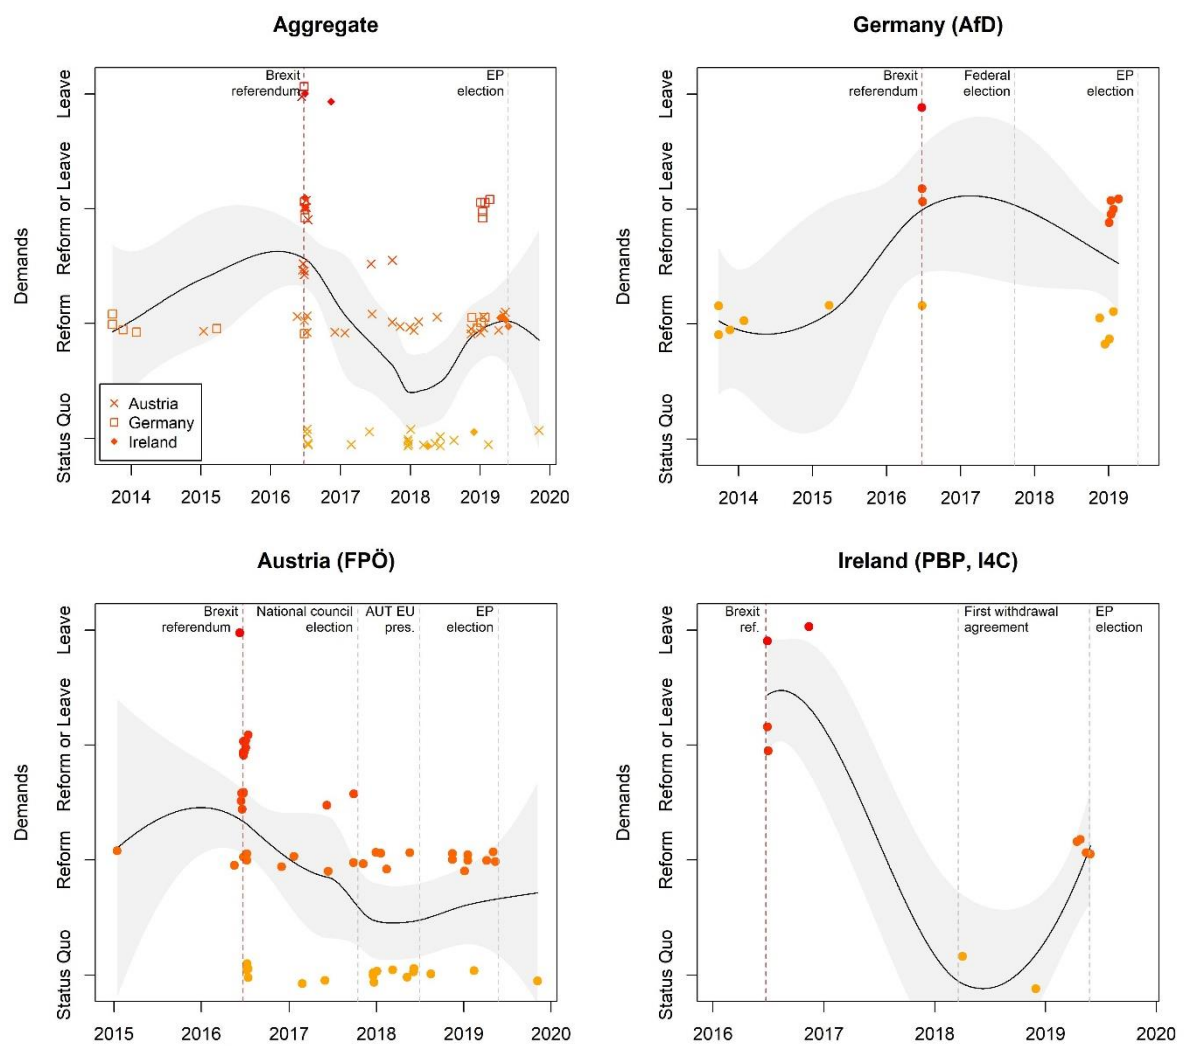 Aggregate
Brexit
referendum
EP
election
Demands
Leave
Reform or Leave
Reform
Status Quo
Austria
Germany
Ireland
2014 2015 2016 2017 2018 2019 2020
Germany (AfD)
Brexit
referendum
Federal
election
EP
election
Demands
Leave
Reform or Leave
Reform
Status Quo
2014 2015 2016 2017 2018 2019
Austria (FPÖ)
Brexit
referendum
National council
election
AUT EU
pres.
EP
election
Demands
Leave
Reform or Leave
Reform
Status Quo
2015 2016 2017 2018 2019
Ireland (PBP, I4C)
Brexit
ref.
First withdrawal
agreement
EP
election
Demands
Leave
Reform or Leave
Reform
Status Quo
2016 2017 2018 2019 2020